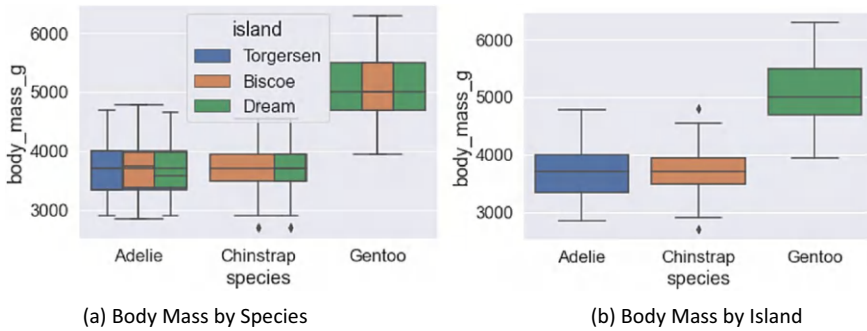 island
Torgersen
Biscoe
Dream
body_mass_g
6000
5000
4000
3000
Adelie Chinstrap Gentoo
species
(a) Body Mass by Species
body_mass_g
6000
5000
4000
3000
Adelie Chinstrap Gentoo
species
(b) Body Mass by Island